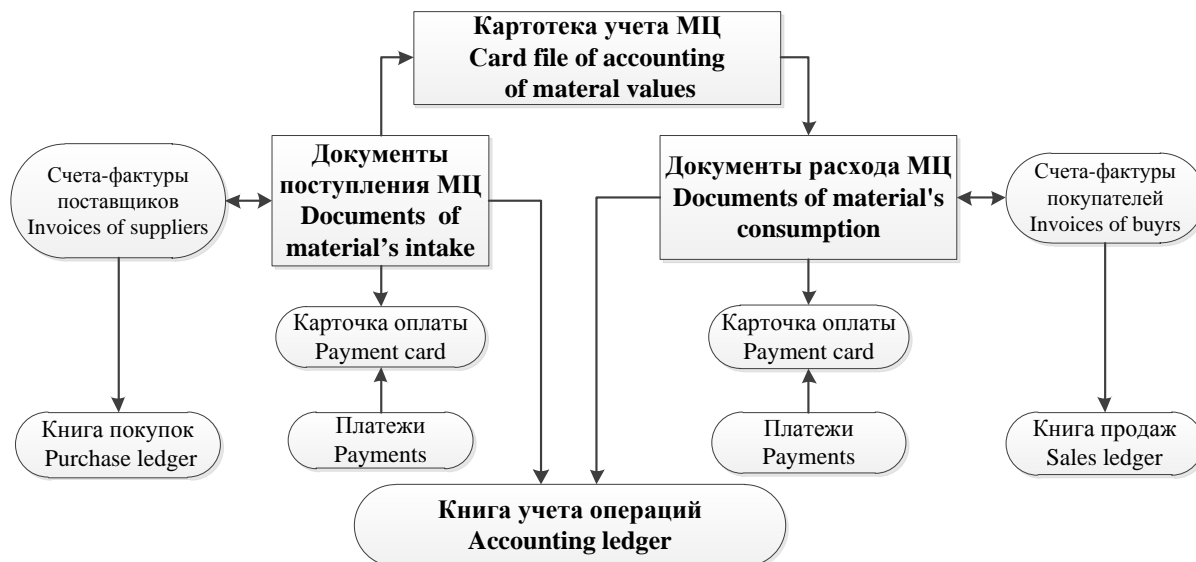 Картотека учета МЦ
Card file of accounting
of materal values
Счета-фактуры
поставщиков
Invoices of suppliers
Документы
поступления МЦ
Documents of
material’s intake
Документы расхода МЦ
Documents of material's
consumption
Счета-фактуры
покупателей
Invoices of buyrs
Карточка оплаты
Payment card
Карточка оплаты
Payment card
Книга покупок
Purchase ledger
Платежи
Payments
Платежи
Payments
Книга продаж
Sales ledger
Книга учета операций
Accounting ledger